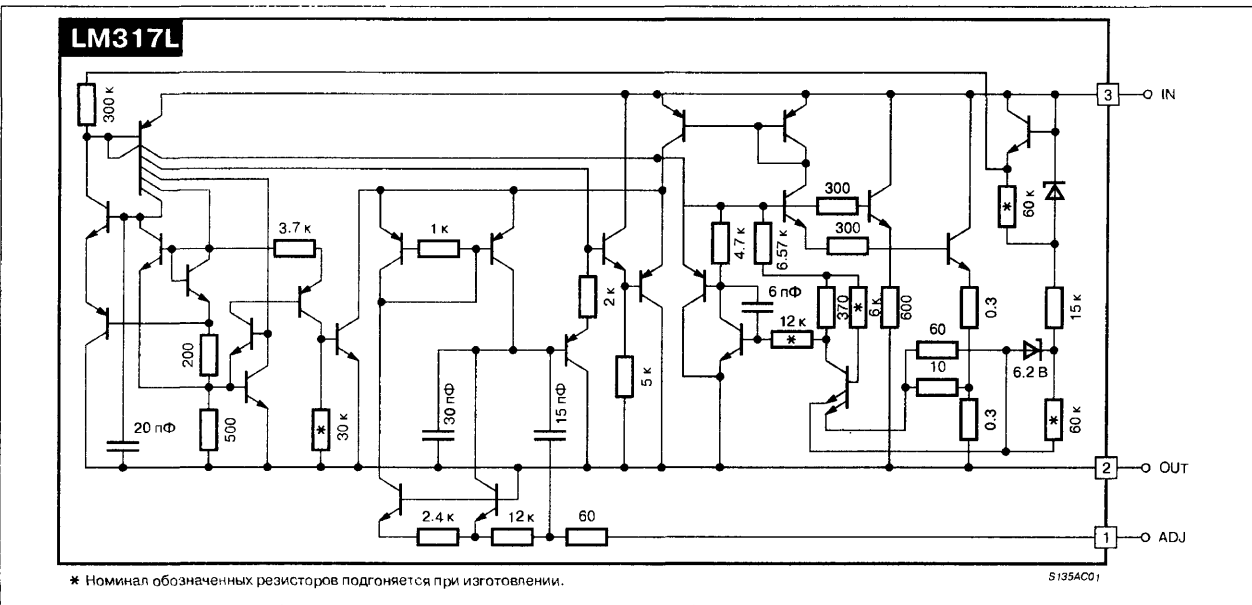 LM317L
300 к
3.7 к
1 к
2 к
5 к
4.7 к
6.57 к
300
300
6 пФ
12 к
*
370
6 к
*
600
0.3
60
10
0.3
6.2 В
60 к
*
15 к
60 к
*
3
IN
200
500
20 пФ
30 к
*
30 пФ
15 пФ
2
OUT
2.4 к
12 к
60
1
ADJ
* Номинал обозначенных резисторов подгоняется при изготовлении.
S135AC01